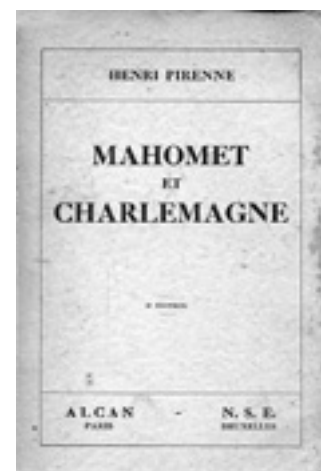 HENRI PIRENNE
MAHOMET
ET
CHARLEMAGNE
ALCAN - N. S. E.
PARIS BRUXELLES